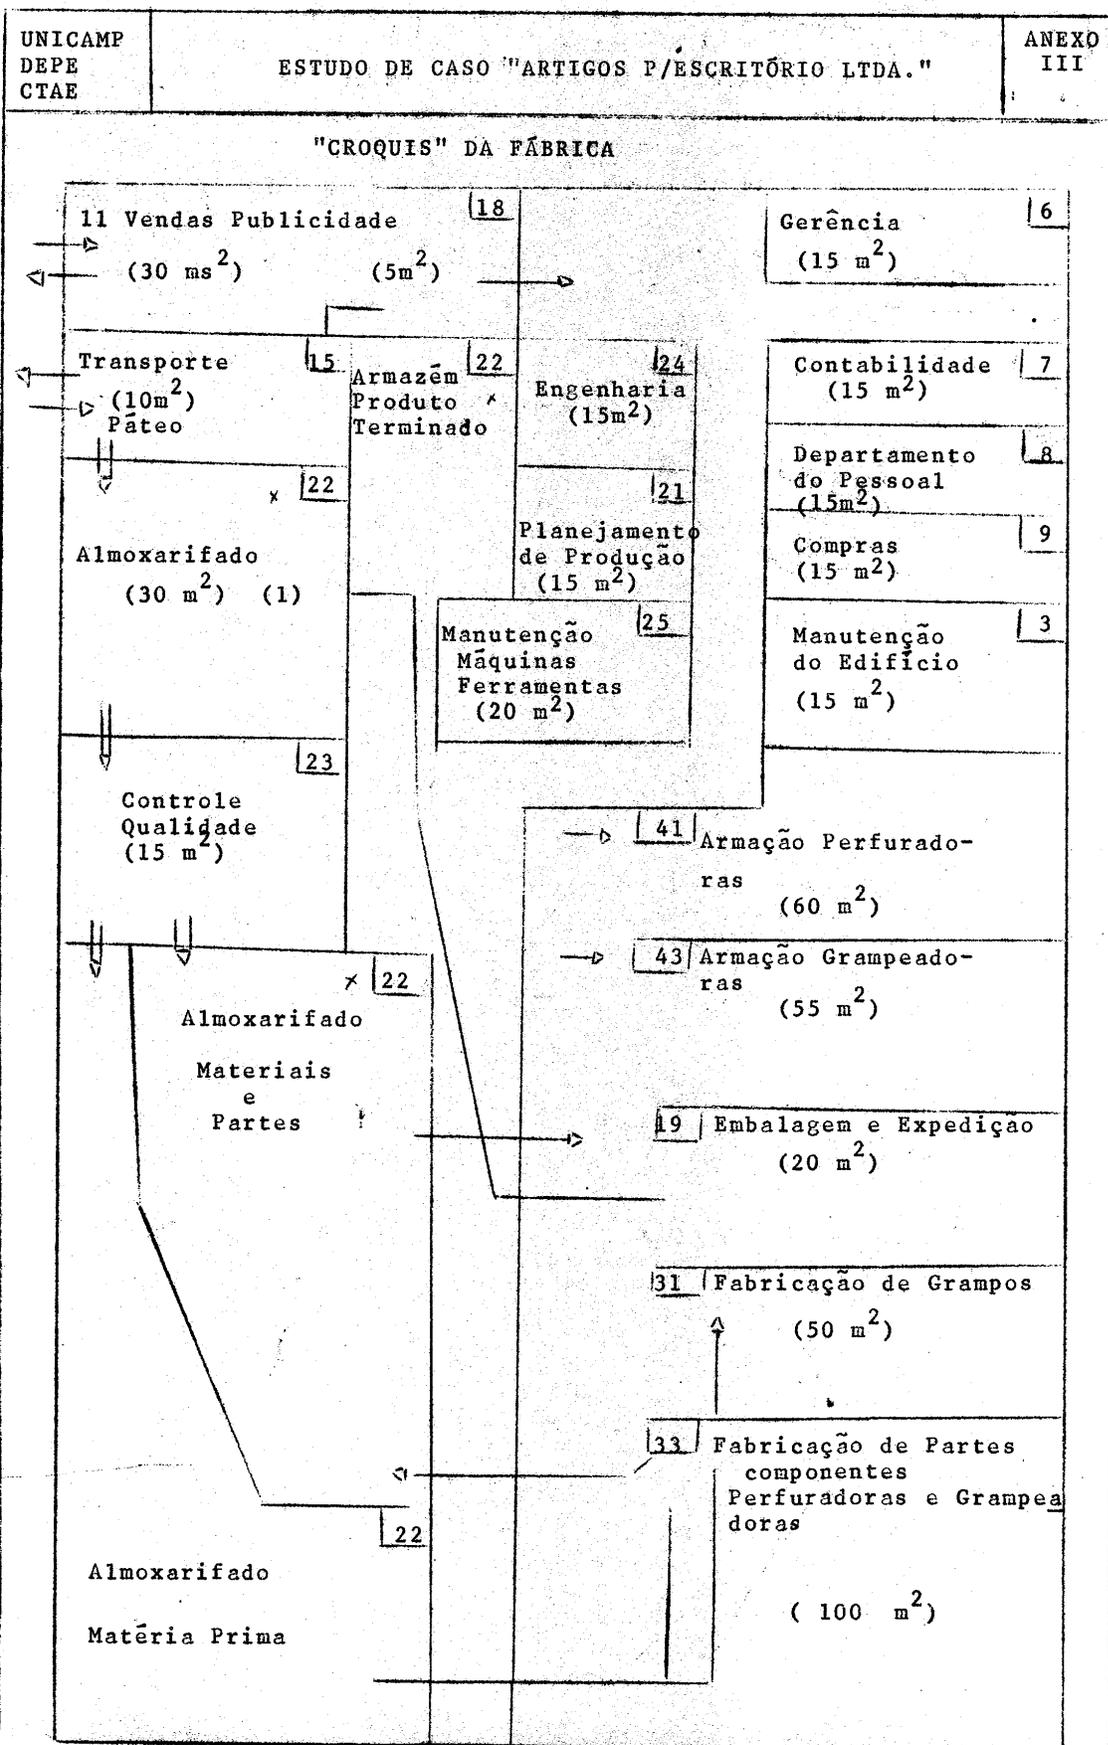 UNICAMP
DEPE
CTAE
ESTUDO DE CASO "ARTIGOS P/ESCRITÓRIO LTDA."
ANEXO
III
"CROQUIS" DA FÁBRICA
11 Vendas Publicidade
18
(30 ms²)
(5m²)
Gerência
6
(15 m²)
Transporte
15
(10m²)
Páteo
Armazém
22
Produto
Terminado
24
Engenharia
(15m²)
Contabilidade
7
(15 m²)
Departamento
8
do Pessoal
(15m²)
22
Almoxarifado
(30 m²) (1)
21
Planejamento
de Produção
(15 m²)
9
Compras
(15 m²)
25
Manutenção
Máquinas
Ferramentas
(20 m²)
3
Manutenção
do Edifício
(15 m²)
23
Controle
Qualidade
(15 m²)
41
Armação Perfurado-
ras
(60 m²)
43
Armação Grampeado-
ras
(55 m²)
22
Almoxarifado
Materiais
e
Partes
19
Embalagem e Expedição
(20 m²)
31
Fabricação de Grampos
(50 m²)
33
Fabricação de Partes
componentes
Perfuradoras e Grampea
doras
( 100 m²)
22
Almoxarifado
Matéria Prima